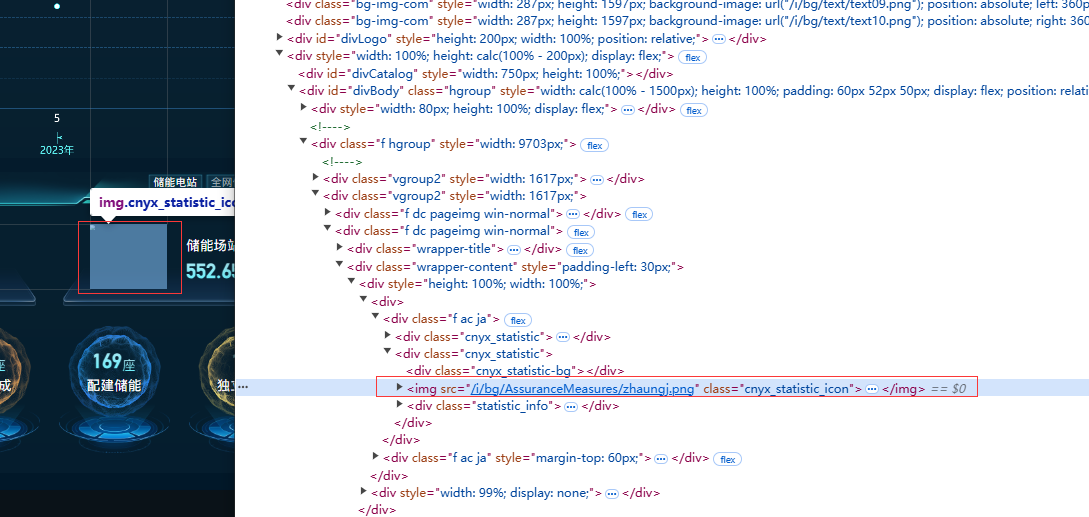 5
2023年
储能电站 全网
img.cnyx_statistic_ic
储能场站
552.65
169座
配建储能
成
独
<div class="bg-img-com" style="width: 287px; height: 1597px; background-image: url("/i/bg/text/text09.png"); position: absolute; left: 360p
<div class="bg-img-com" style="width: 287px; height: 1597px; background-image: url("/i/bg/text/text10.png"); position: absolute; right: 360
<div id="divLogo" style="height: 200px; width: 100%; position: relative;"> ⋯ </div>
<div style="width: 100%; height: calc(100% - 200px); display: flex;"> flex
<div id="divCatalog" style="width: 750px; height: 100%;"></div>
<div id="divBody" class="hgroup" style="width: calc(100% - 1500px); height: 100%; padding: 60px 52px 50px; display: flex; position: relati
<div style="width: 80px; height: 100%; display: flex;"> ⋯ </div> flex
<!---->
<div class="f hgroup" style="width: 9703px;"> flex
<!---->
<div class="vgroup2" style="width: 1617px;"> ⋯ </div>
<div class="vgroup2" style="width: 1617px;">
<div class="f dc pageimg win-normal"> ⋯ </div> flex
<div class="f dc pageimg win-normal"> flex
<div class="wrapper-title"> ⋯ </div> flex
<div class="wrapper-content" style="padding-left: 30px;">
<div style="height: 100%; width: 100%;">
<div>
<div class="f ac ja"> flex
<div class="cnyx_statistic"> ⋯ </div>
<div class="cnyx_statistic">
<div class="cnyx_statistic-bg"></div>
<img src="/i/bg/AssuranceMeasures/zhaungj.png" class="cnyx_statistic_icon"> ⋯ </img> == $0
<div class="statistic_info"> ⋯ </div>
</div>
</div>
<div class="f ac ja" style="margin-top: 60px;"> ⋯ </div> flex
</div>
<div style="width: 99%; display: none;"> ⋯ </div>
</div>